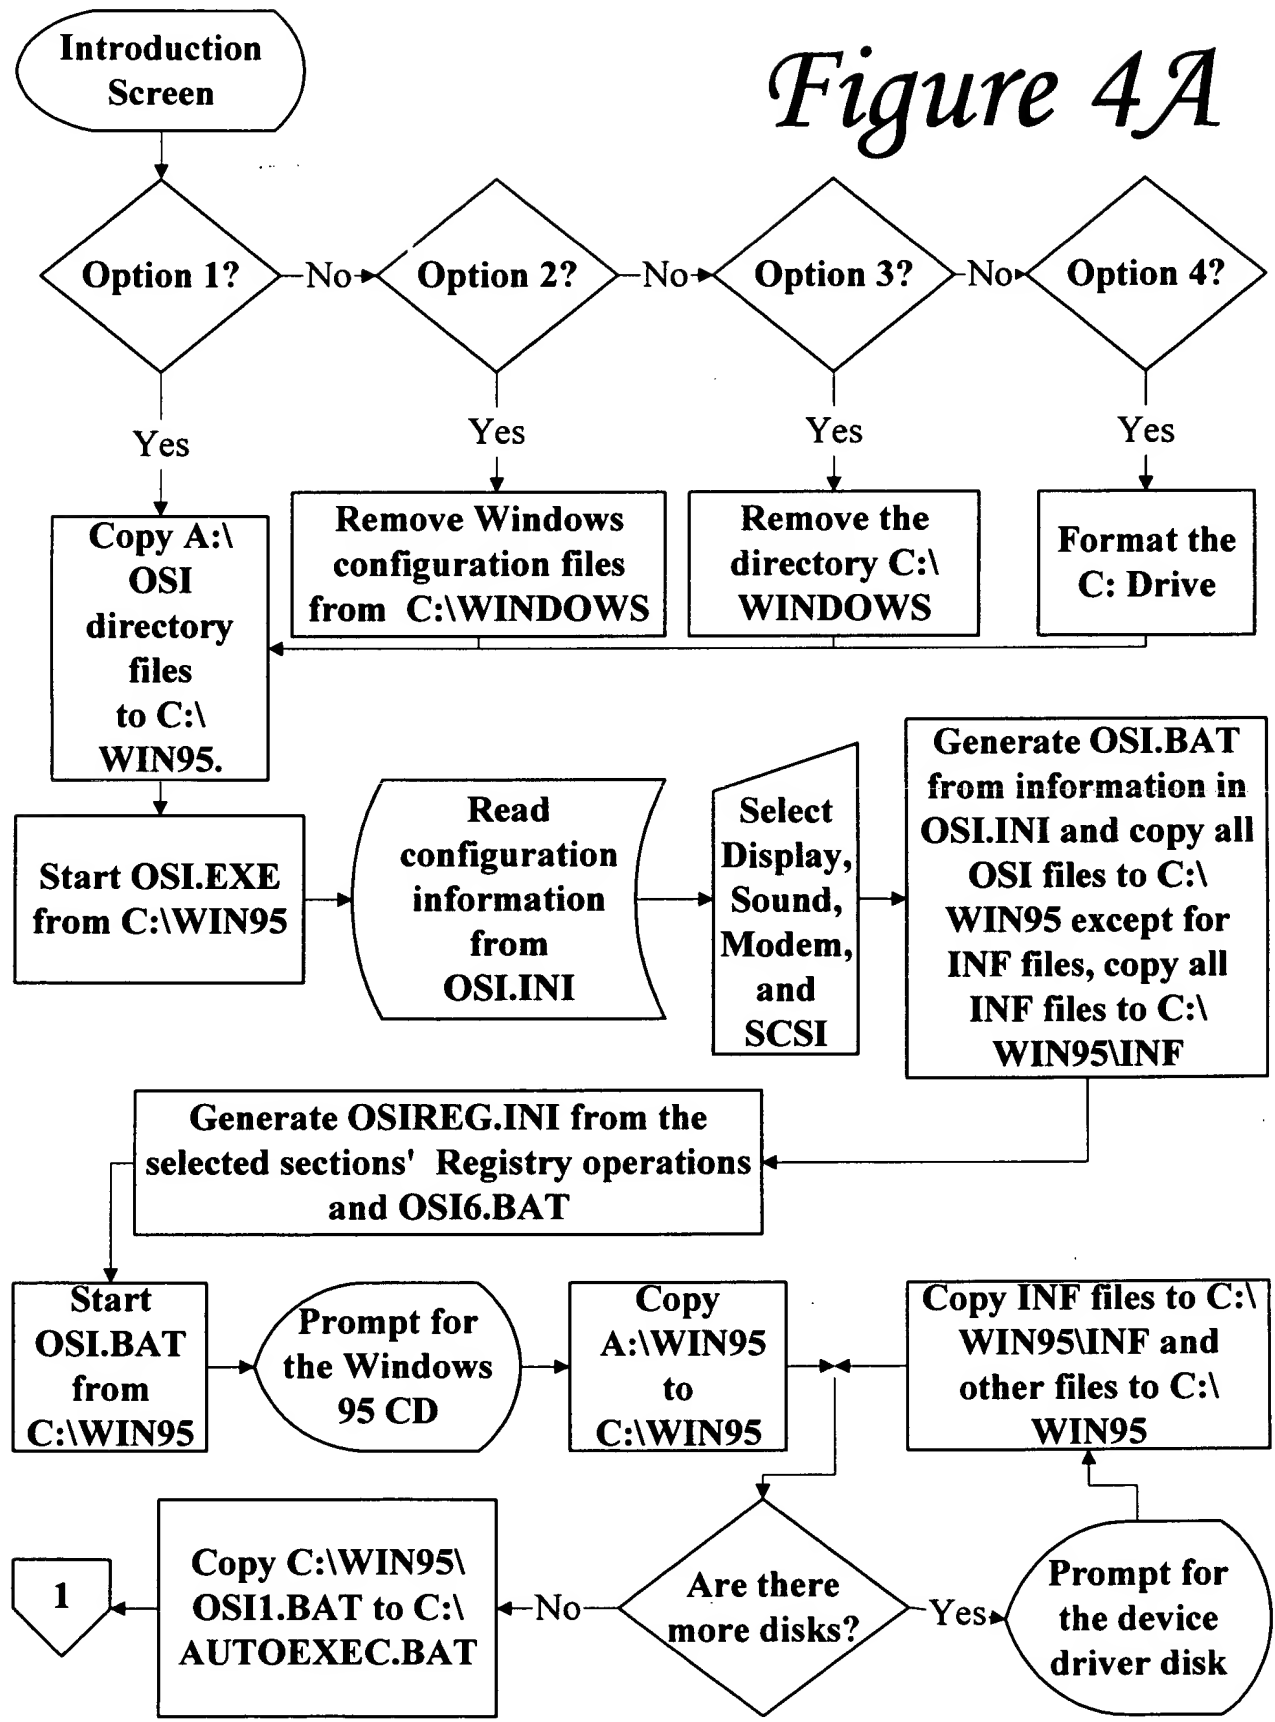 Introduction
Screen
Figure 4A
Option 1?
No
Option 2?
No
Option 3?
No
Option 4?
Yes
Yes
Yes
Yes
Copy A:\
OSI
directory
files
to C:\
WIN95.
Remove Windows
configuration files
from C:\WINDOWS
Remove the
directory C:\
WINDOWS
Format the
C: Drive
Start OSI.EXE
from C:\WIN95
Read
configuration
information
from
OSI.INI
Select
Display,
Sound,
Modem,
and
SCSI
Generate OSI.BAT
from information in
OSI.INI and copy all
OSI files to C:\
WIN95 except for
INF files, copy all
INF files to C:\
WIN95\INF
Generate OSIREG.INI from the
selected sections' Registry operations
and OSI6.BAT
Start
OSI.BAT
from
C:\WIN95
Prompt for
the Windows
95 CD
Copy
A:\WIN95
to
C:\WIN95
Copy INF files to C:\
WIN95\INF and
other files to C:\
WIN95
1
Copy C:\WIN95\
OSI1.BAT to C:\
AUTOEXEC.BAT
No
Are there
more disks?
Yes
Prompt for
the device
driver disk